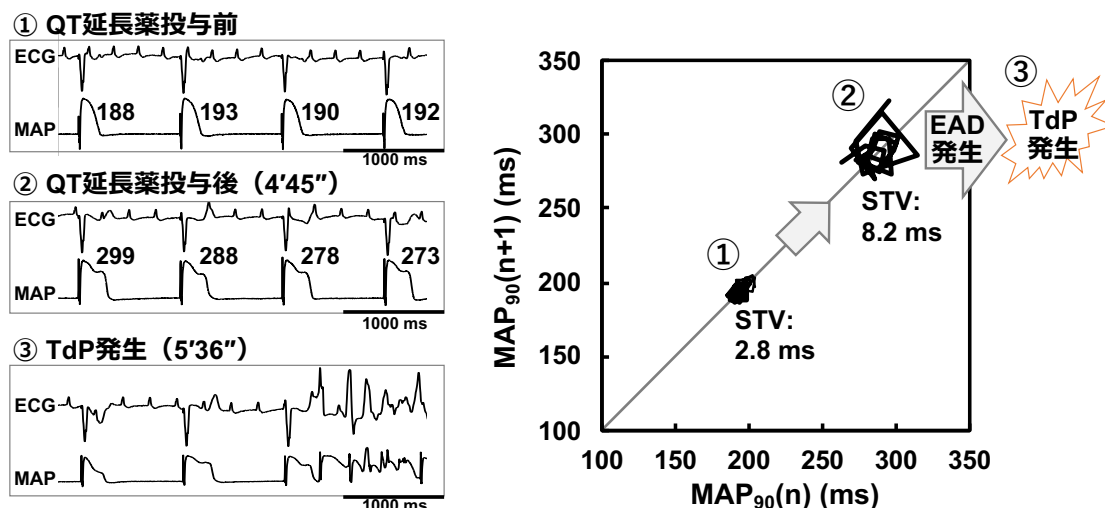 ① QT延長薬投与前
ECG
188 193 190 192
MAP
1000 ms
② QT延長薬投与後（4′45″）
ECG
299 288 278 273
MAP
1000 ms
③ TdP発生（5′36″）
ECG
MAP
1000 ms
MAP₉₀(n+1) (ms)
350
300
250
200
150
100
100 150 200 250 300 350
MAP₉₀(n) (ms)
①
STV:
2.8 ms
②
STV:
8.2 ms
EAD
発生
③
TdP
発生